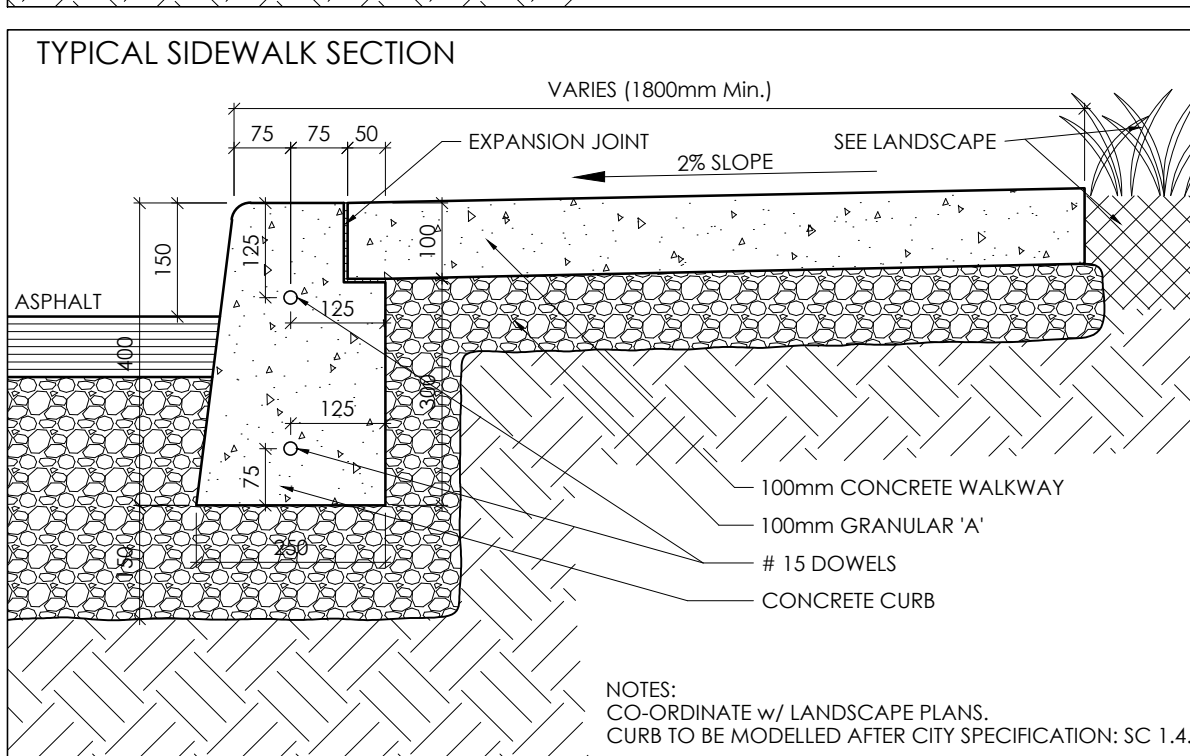 TYPICAL SIDEWALK SECTION
VARIES (1800mm Min.)
75 75 50
EXPANSION JOINT
SEE LANDSCAPE
2% SLOPE
150
125
100
ASPHALT
125
400
300
125
75
100mm CONCRETE WALKWAY
100mm GRANULAR 'A'
250
150
# 15 DOWELS
CONCRETE CURB
NOTES:
CO-ORDINATE w/ LANDSCAPE PLANS.
CURB TO BE MODELLED AFTER CITY SPECIFICATION: SC 1.4.